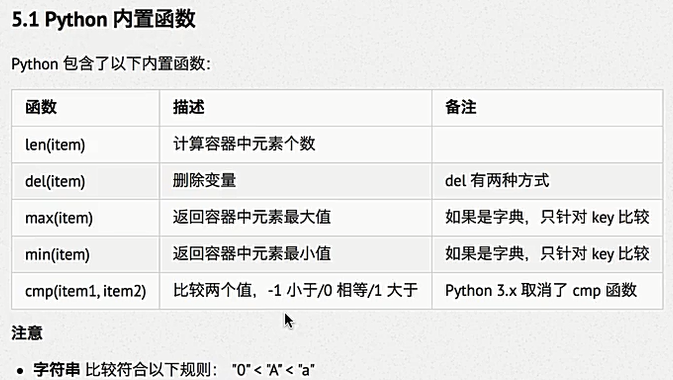 5.1 Python 内置函数
Python 包含了以下内置函数：
函数 描述 备注
len(item) 计算容器中元素个数
del(item) 删除变量 del 有两种方式
max(item) 返回容器中元素最大值 如果是字典，只针对 key 比较
min(item) 返回容器中元素最小值 如果是字典，只针对 key 比较
cmp(item1, item2) 比较两个值，-1 小于/0 相等/1 大于 Python 3.x 取消了 cmp 函数
注意
• 字符串 比较符合以下规则： "0" < "A" < "a"